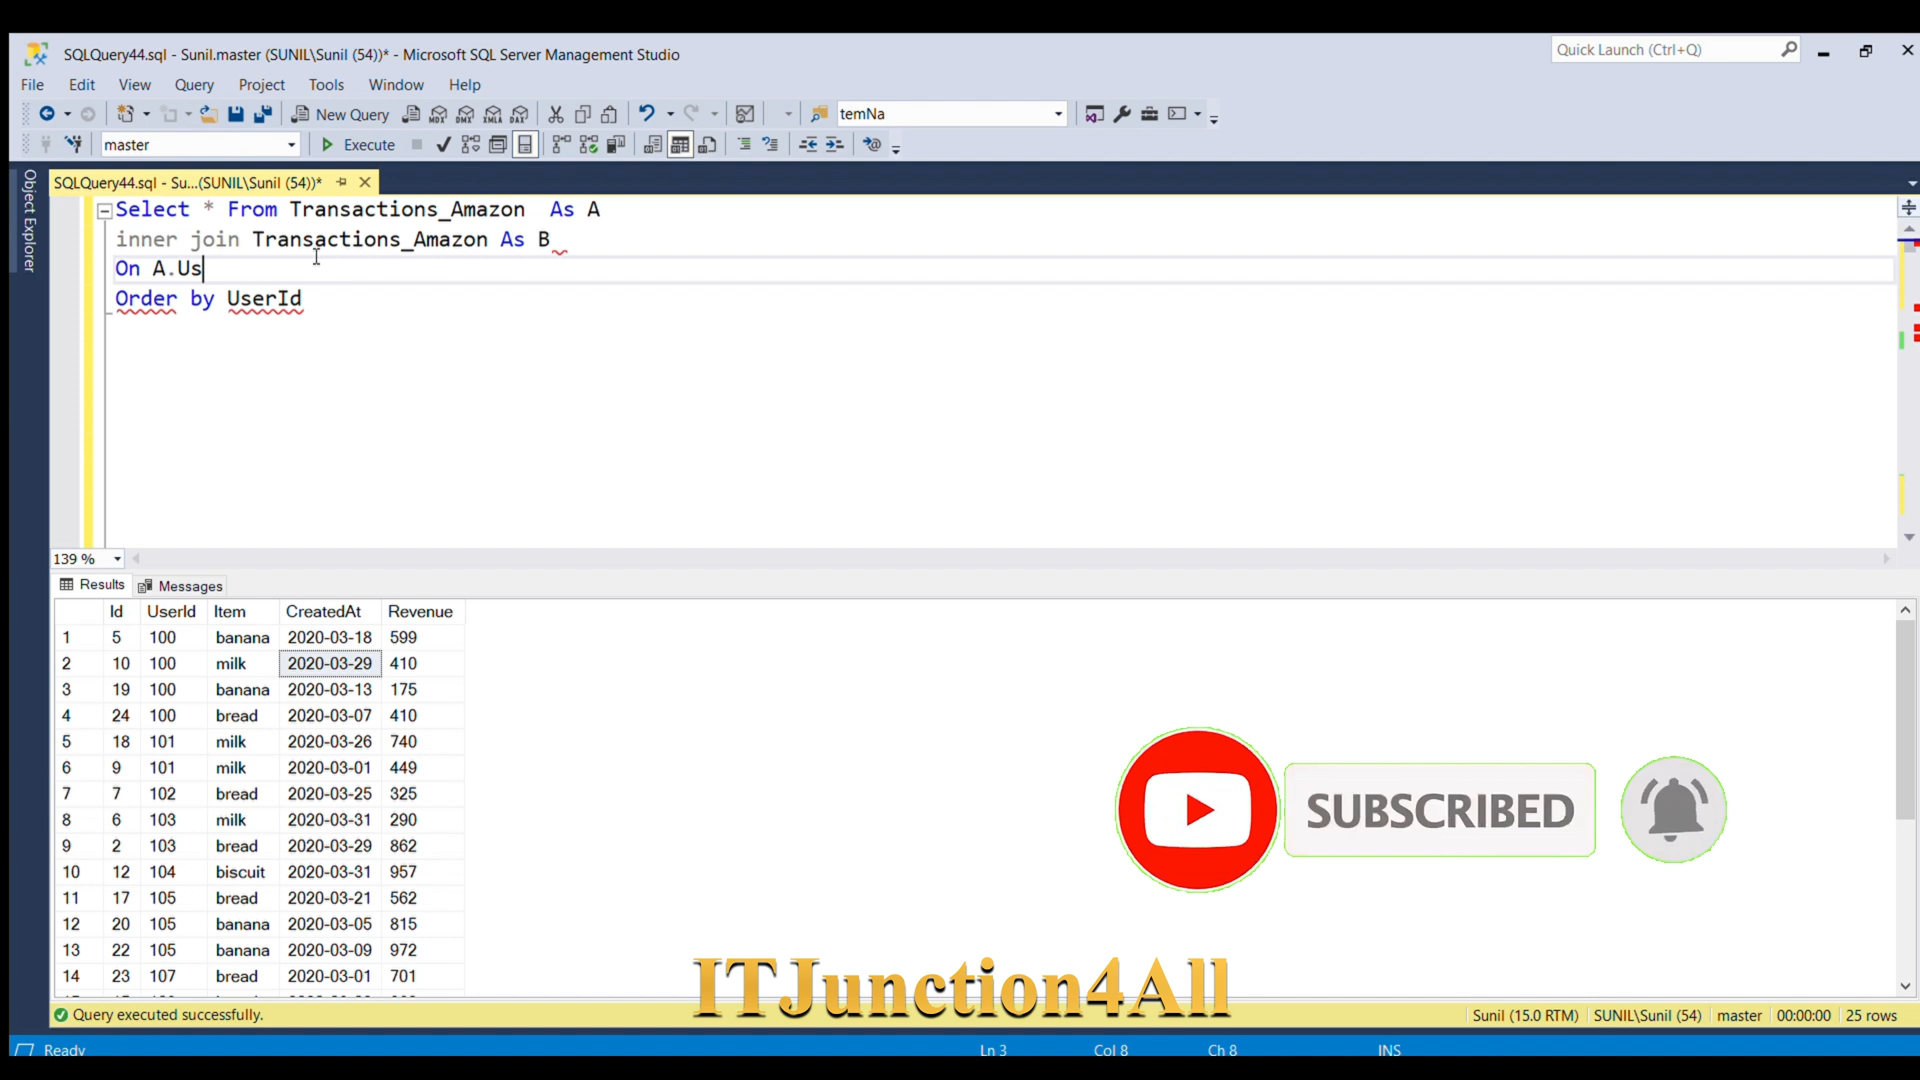 SQLQuery44.sql - Sunil.master (SUNIL\Sunil (54))* - Microsoft SQL Server Management Studio
Quick Launch (Ctrl+Q)
File Edit View Query Project Tools Window Help
New Query MDX DMX XMLA DAX temNa
master Execute
Object Explorer
SQLQuery44.sql - Su...(SUNIL\Sunil (54))*
Select * From Transactions_Amazon As A
inner join Transactions_Amazon As B
On A.Us
Order by UserId
139 %
Results Messages
Id UserId Item CreatedAt Revenue
1 5 100 banana 2020-03-18 599
2 10 100 milk 2020-03-29 410
3 19 100 banana 2020-03-13 175
4 24 100 bread 2020-03-07 410
5 18 101 milk 2020-03-26 740
6 9 101 milk 2020-03-01 449
7 7 102 bread 2020-03-25 325
8 6 103 milk 2020-03-31 290
9 2 103 bread 2020-03-29 862
10 12 104 biscuit 2020-03-31 957
11 17 105 bread 2020-03-21 562
12 20 105 banana 2020-03-05 815
13 22 105 banana 2020-03-09 972
14 23 107 bread 2020-03-01 701
SUBSCRIBED
ITJunction4All
Query executed successfully.
Sunil (15.0 RTM) SUNIL\Sunil (54) master 00:00:00 25 rows
Ready Ln 3 Col 8 Ch 8 INS